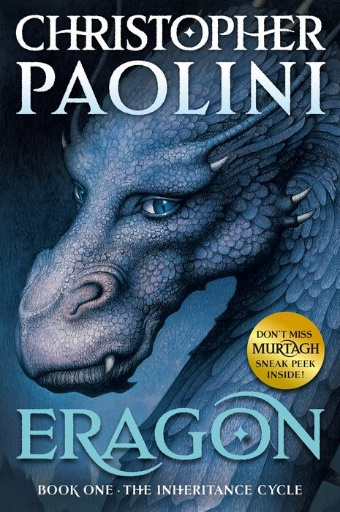 CHRISTOPHER
PAOLINI
DON'T MISS
MURTAGH
SNEAK PEEK
INSIDE!
ERAGON
BOOK ONE · THE INHERITANCE CYCLE